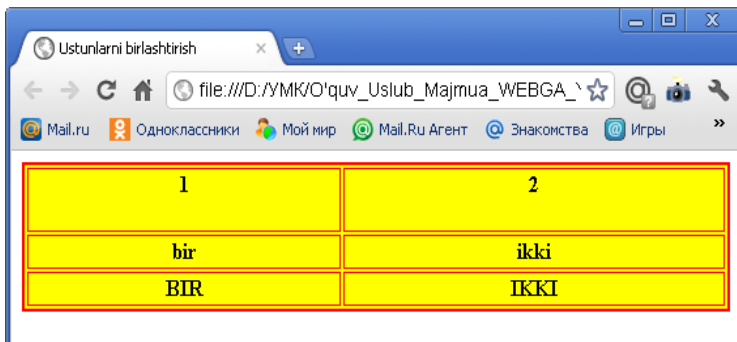 Ustunlarni birlashtirish
file:///D:/УМК/O'quv_Uslub_Majmua_WEBGA_
Mail.ru Одноклассники Мой мир Mail.Ru Агент Знакомства Игры »
1 2
bir ikki
BIR IKKI